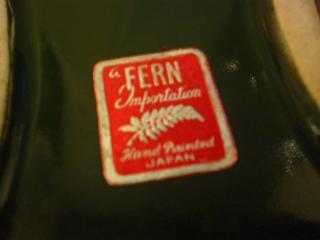 a FERN
Importation
Hand Painted
JAPAN